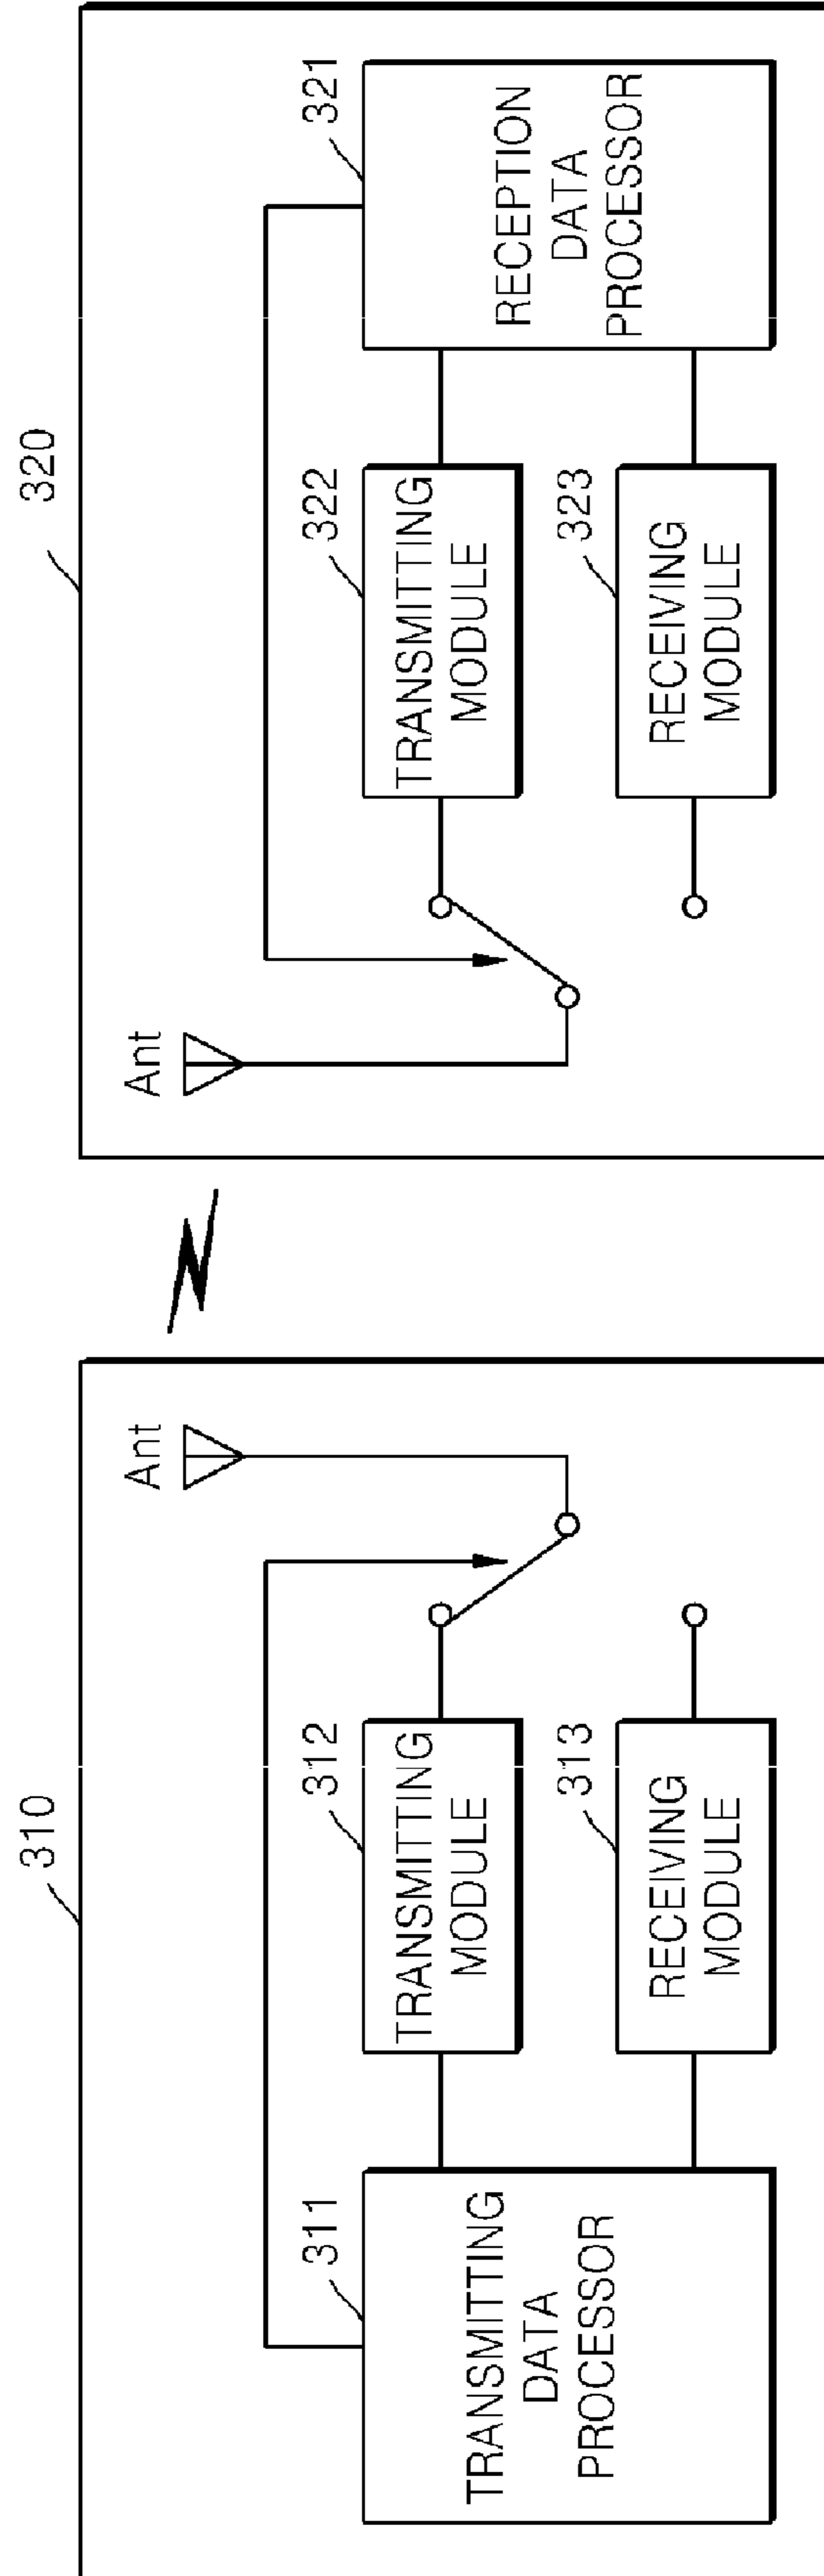 310
Ant
311
TRANSMITTING
DATA
PROCESSOR
312
TRANSMITTING
MODULE
313
RECEIVING
MODULE
320
Ant
322
TRANSMITTING
MODULE
323
RECEIVING
MODULE
321
RECEPTION
DATA
PROCESSOR